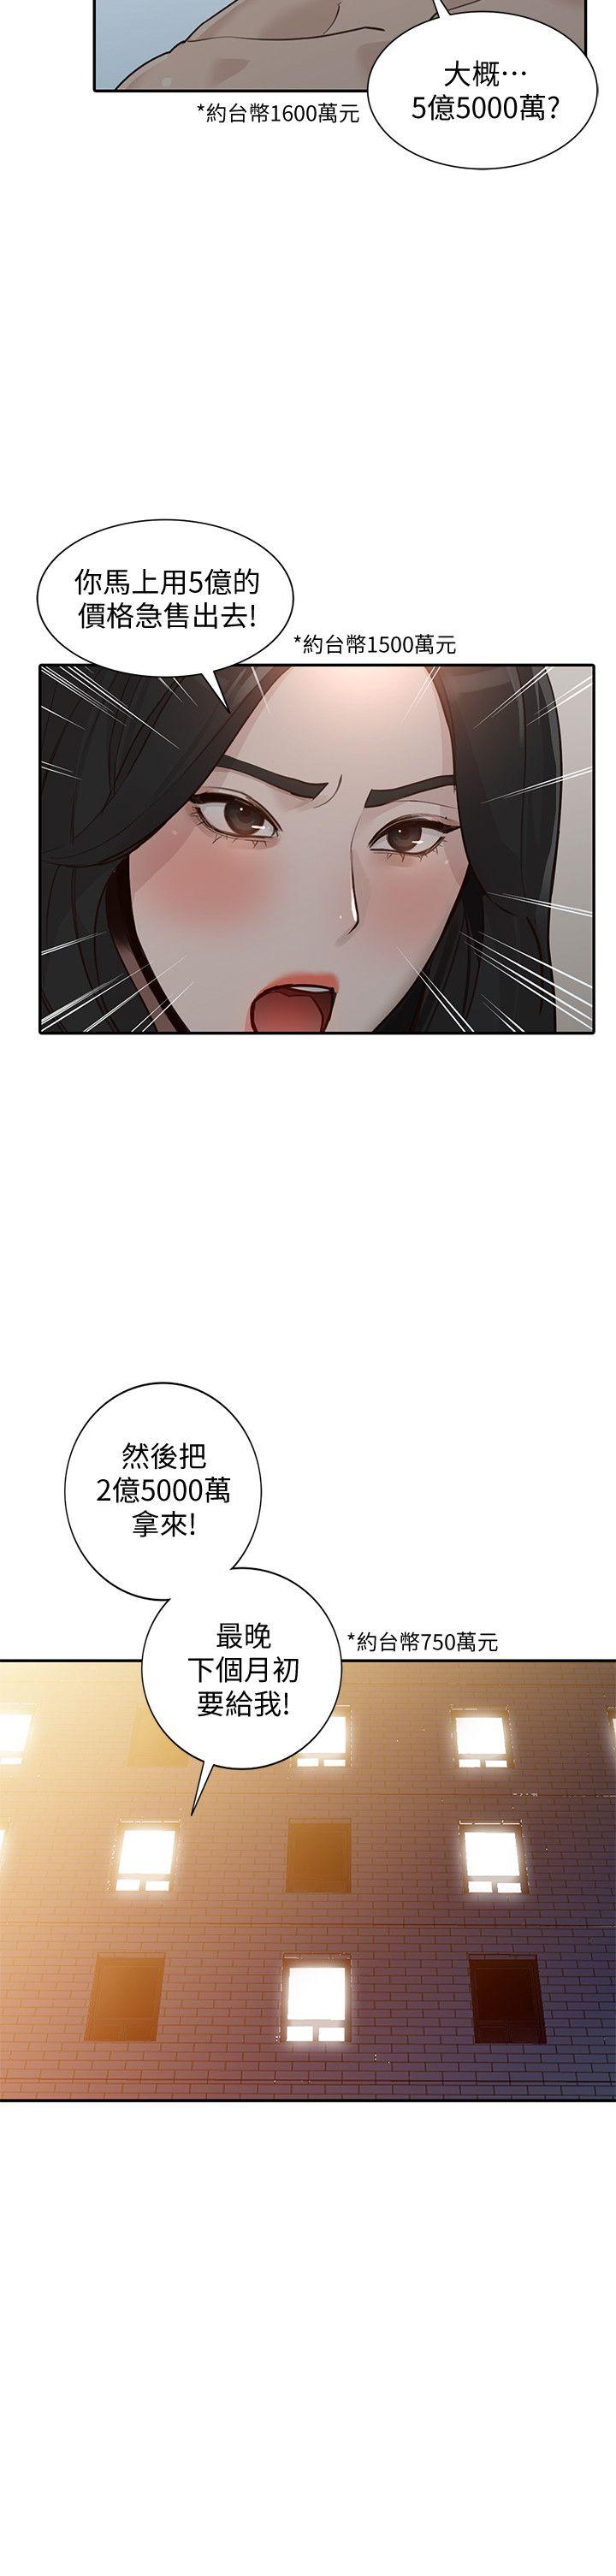 大概…
5億5000萬?
*約台幣1600萬元
你馬上用5億的
價格急售出去!
*約台幣1500萬元
然後把
2億5000萬
拿來!
最晚
下個月初
要給我!
*約台幣750萬元